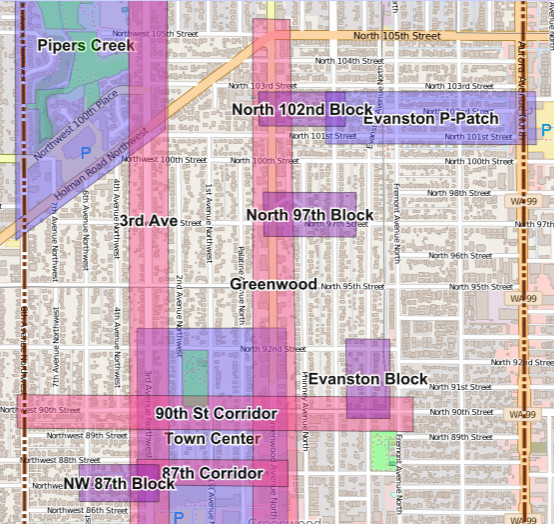 Northwest 105th Street
North 105th Street
Pipers Creek
North 104th Street
North 103rd Street
North 103rd Street
Northwest 100th Place
North 102nd Block
Evanston P-Patch
North 101st Street
North 101st Street
P
P
Holman Road Northwest
Northwest 100th Street
North 100th Street
North 100th Street
Aurora Avenue North
7th Avenue Northwest
6th Avenue Northwest
4th Avenue Northwest
1st Avenue Northwest
Fremont Avenue North
North 98th Street
WA-99
North 97th Block
North 97th Street
North 97th
3rd Ave
Street
Palatine Avenue North
North 96th Street
2nd Avenue Northwest
Greenwood
North 95th Street
North 95th Street
WA-99
7th Avenue Northwest
4th Avenue Northwest
8th Avenue Northwest
North 92nd Street
North 92nd Street
3rd Avenue Northwest
Phinney Avenue North
Evanston Block
North 91st Street
Northwest 90th Street
90th St Corridor
North 90th Street
WA-99
Northwest 89th Street
Town Center
North 89th Street
Fremont Avenue North
Northwest 88th Street
87th Corridor
NW 87th Block
Northwest 86th Street
P
Greenwood
WA-99